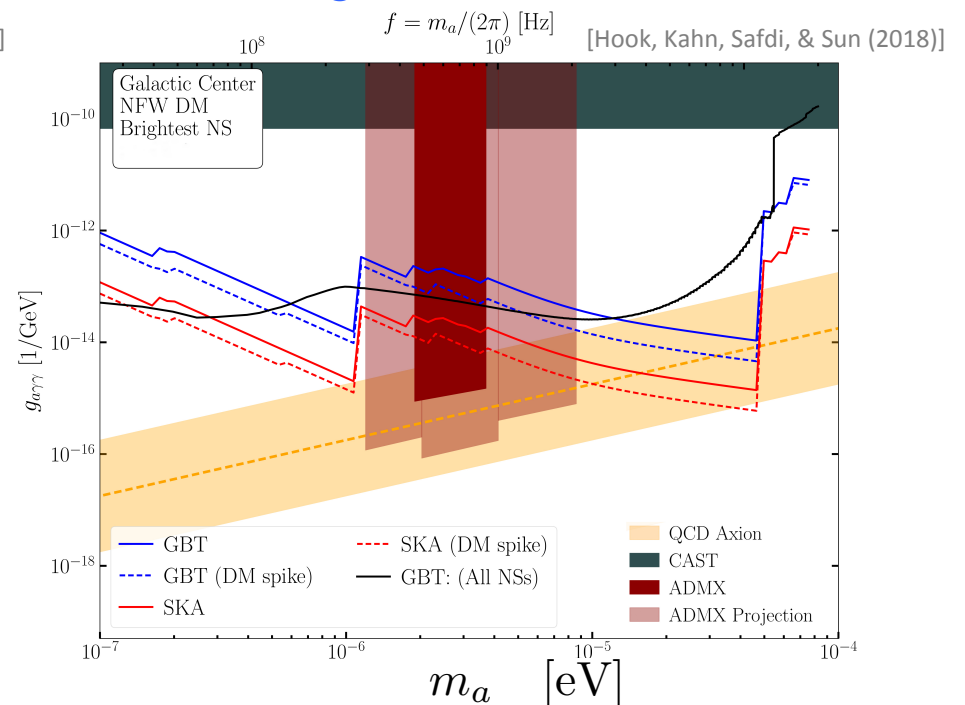 f = m_a/(2π) [Hz]
]
[Hook, Kahn, Safdi, & Sun (2018)]
10^8
10^9
Galactic Center
NFW DM
Brightest NS
10^{-10}
10^{-12}
10^{-14}
10^{-16}
10^{-18}
g_{aγγ} [1/GeV]
GBT
GBT (DM spike)
SKA
SKA (DM spike)
GBT: (All NSs)
QCD Axion
CAST
ADMX
ADMX Projection
10^{-7}
10^{-6}
10^{-5}
10^{-4}
m_a [eV]